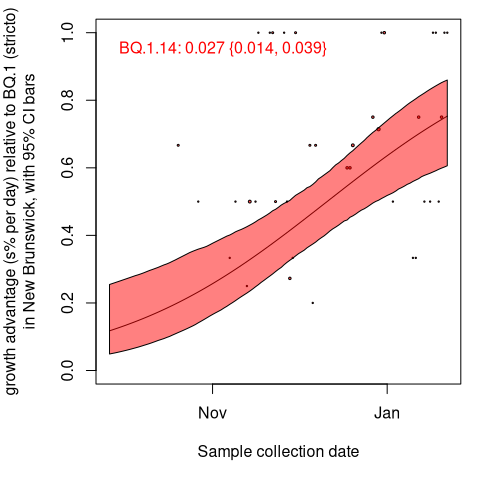 growth advantage (s% per day) relative to BQ.1 (stricto)
in New Brunswick, with 95% CI bars
BQ.1.14: 0.027 {0.014, 0.039}
1.0
0.8
0.6
0.4
0.2
0.0
Nov Jan
Sample collection date